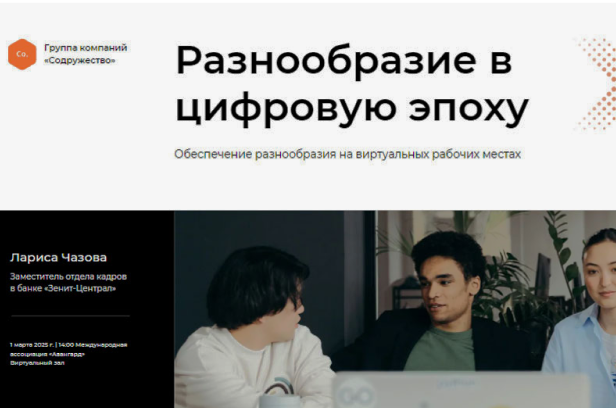 Co.
Группа компаний
«Содружество»
Разнообразие в
цифровую эпоху
Обеспечение разнообразия на виртуальных рабочих местах
Лариса Чазова
Заместитель отдела кадров
в банке «Зенит-Централ»
1 марта 2025 г. | 14:00 Международная
ассоциация «Авангард»
Виртуальный зал